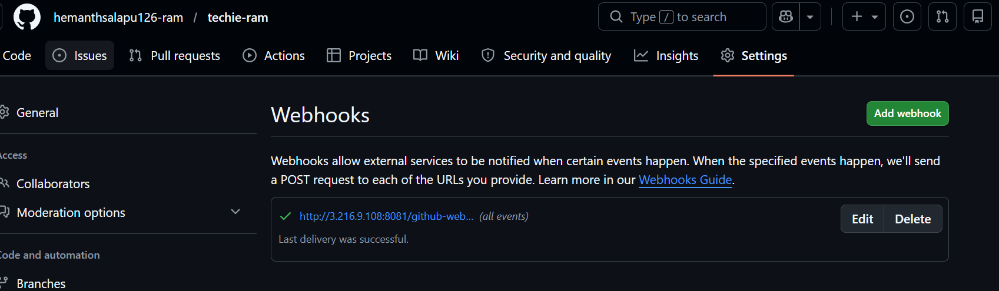 hemanthsalapu126-ram / techie-ram
Type / to search
Code Issues Pull requests Actions Projects Wiki Security and quality Insights Settings
General
Access
Collaborators
Moderation options
Code and automation
Branches
Webhooks
Add webhook
Webhooks allow external services to be notified when certain events happen. When the specified events happen, we'll send
a POST request to each of the URLs you provide. Learn more in our Webhooks Guide.
http://3.216.9.108:8081/github-web... (all events)
Edit Delete
Last delivery was successful.